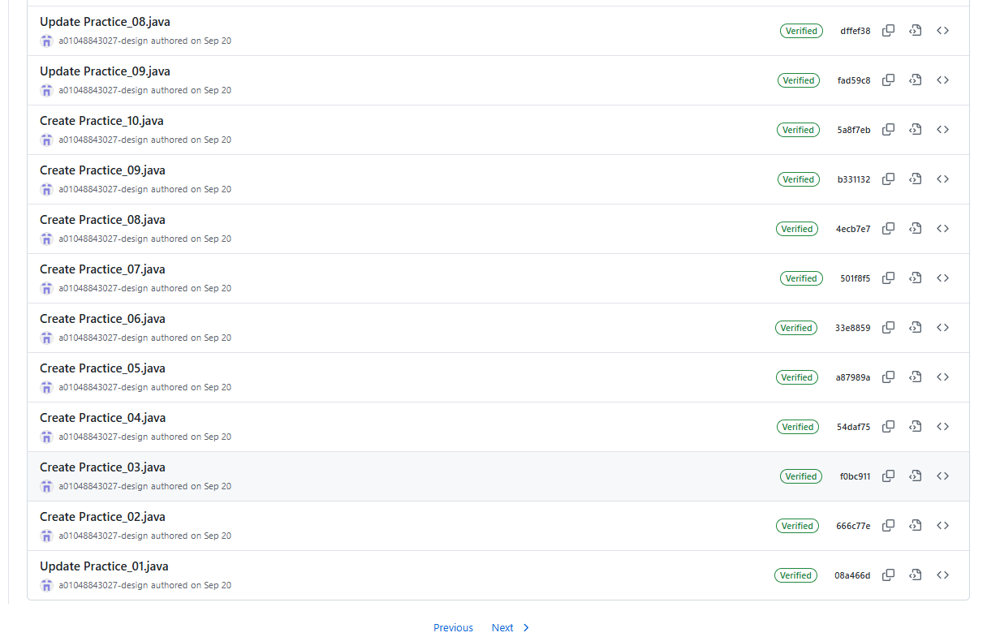 Update Practice_08.java
a01048843027-design authored on Sep 20
Verified
dffef38
Update Practice_09.java
a01048843027-design authored on Sep 20
Verified
fad59c8
Create Practice_10.java
a01048843027-design authored on Sep 20
Verified
5a8f7eb
Create Practice_09.java
a01048843027-design authored on Sep 20
Verified
b331132
Create Practice_08.java
a01048843027-design authored on Sep 20
Verified
4ecb7e7
Create Practice_07.java
a01048843027-design authored on Sep 20
Verified
501f8f5
Create Practice_06.java
a01048843027-design authored on Sep 20
Verified
33e8859
Create Practice_05.java
a01048843027-design authored on Sep 20
Verified
a87989a
Create Practice_04.java
a01048843027-design authored on Sep 20
Verified
54daf75
Create Practice_03.java
a01048843027-design authored on Sep 20
Verified
f0bc911
Create Practice_02.java
a01048843027-design authored on Sep 20
Verified
666c77e
Update Practice_01.java
a01048843027-design authored on Sep 20
Verified
08a466d
Previous Next